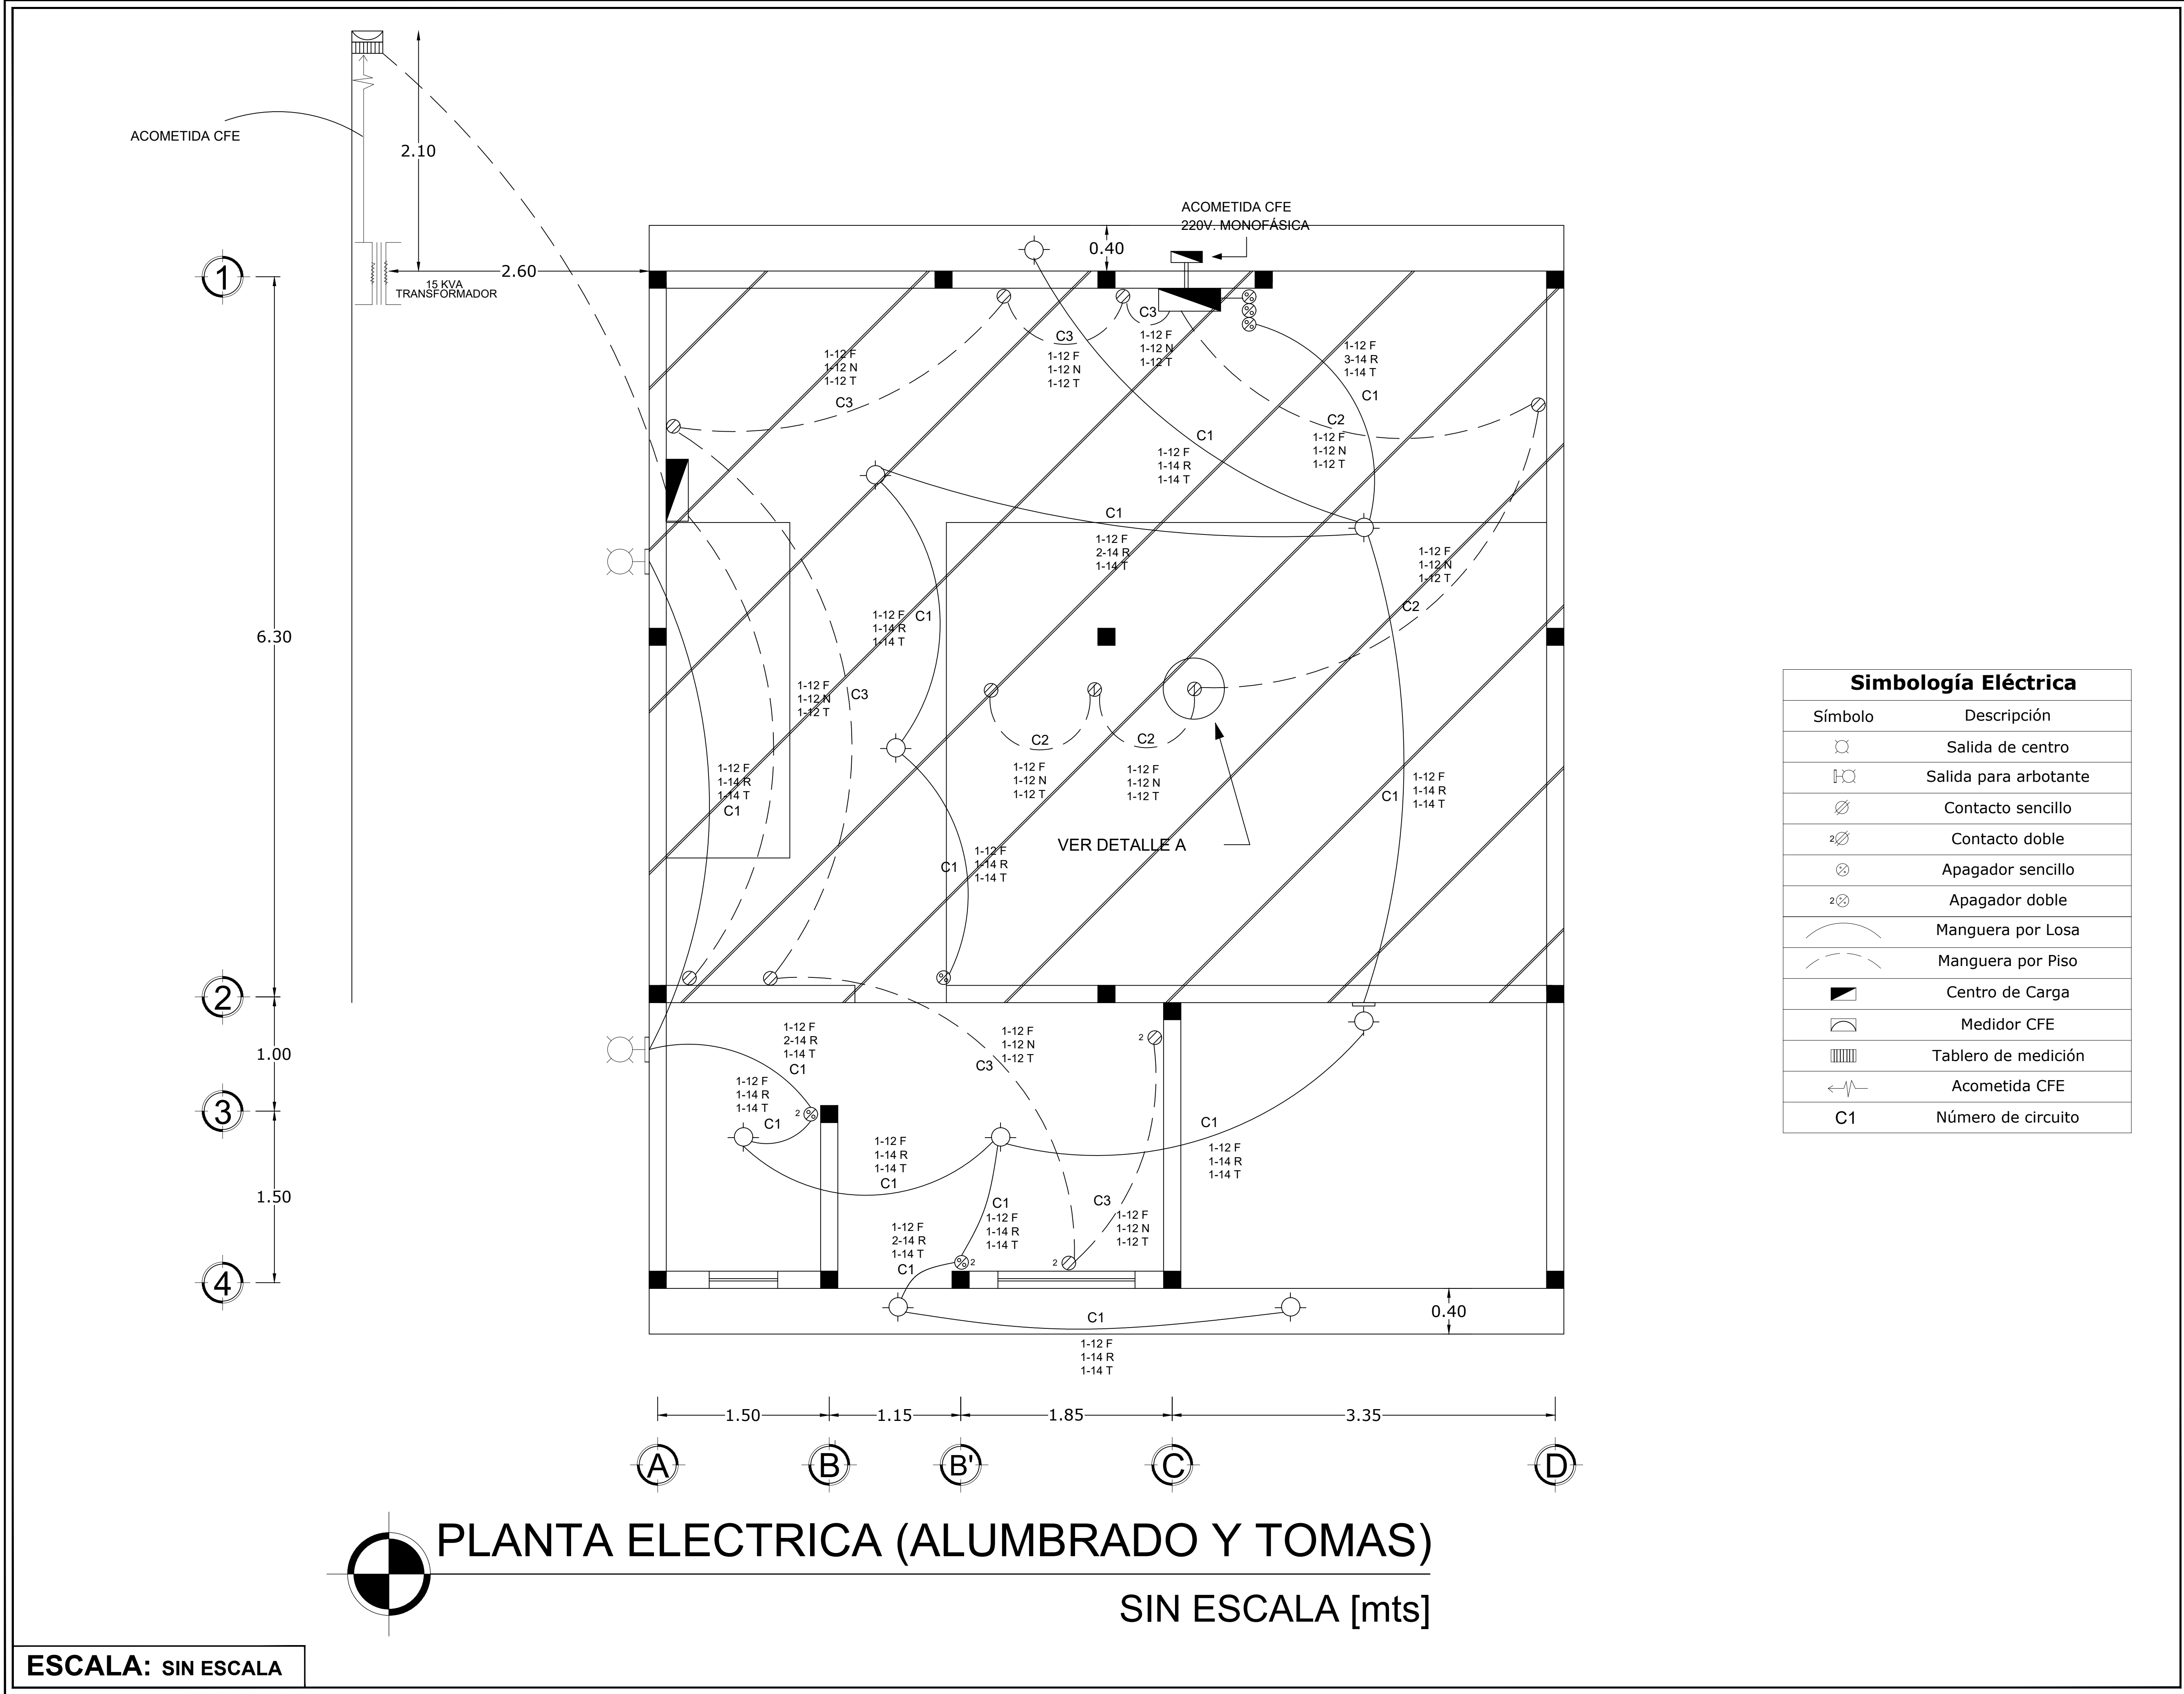 ACOMETIDA CFE
2.10
ACOMETIDA CFE
220V. MONOFÁSICA
0.40
1
2.60
15 KVA
TRANSFORMADOR
C3
C3
1-12 F
1-12 N
1-12 T
1-12 F
1-12 N
1-12 T
1-12 F
1-12 N
1-12 T
C3
1-12 F
3-14 R
1-14 T
C1
C2
1-12 F
1-12 N
1-12 T
C1
1-12 F
1-14 R
1-14 T
C1
1-12 F
2-14 R
1-14 T
1-12 F
1-12 N
1-12 T
C2
1-12 F
1-14 R
1-14 T
C1
6.30
1-12 F
1-12 N
1-12 T
C3
C2
C2
1-12 F
1-12 N
1-12 T
1-12 F
1-12 N
1-12 T
1-12 F
1-14 R
1-14 T
C1
C1
1-12 F
1-14 R
1-14 T
VER DETALLE A
C1
1-12 F
1-14 R
1-14 T
2
1-12 F
2-14 R
1-14 T
C1
1-12 F
1-12 N
1-12 T
C3
2
1.00
1-12 F
1-14 R
1-14 T
C1
2
3
1-12 F
1-14 R
1-14 T
C1
C1
1-12 F
1-14 R
1-14 T
1.50
C1
1-12 F
1-14 R
1-14 T
C3
1-12 F
1-12 N
1-12 T
1-12 F
2-14 R
1-14 T
C1
2
2
4
0.40
C1
1-12 F
1-14 R
1-14 T
1.50
1.15
1.85
3.35
A
B
B'
C
D
Simbología Eléctrica
Símbolo Descripción
Salida de centro
Salida para arbotante
Contacto sencillo
2 Contacto doble
Apagador sencillo
2 Apagador doble
Manguera por Losa
Manguera por Piso
Centro de Carga
Medidor CFE
Tablero de medición
Acometida CFE
C1 Número de circuito
PLANTA ELECTRICA (ALUMBRADO Y TOMAS)
SIN ESCALA [mts]
ESCALA: SIN ESCALA